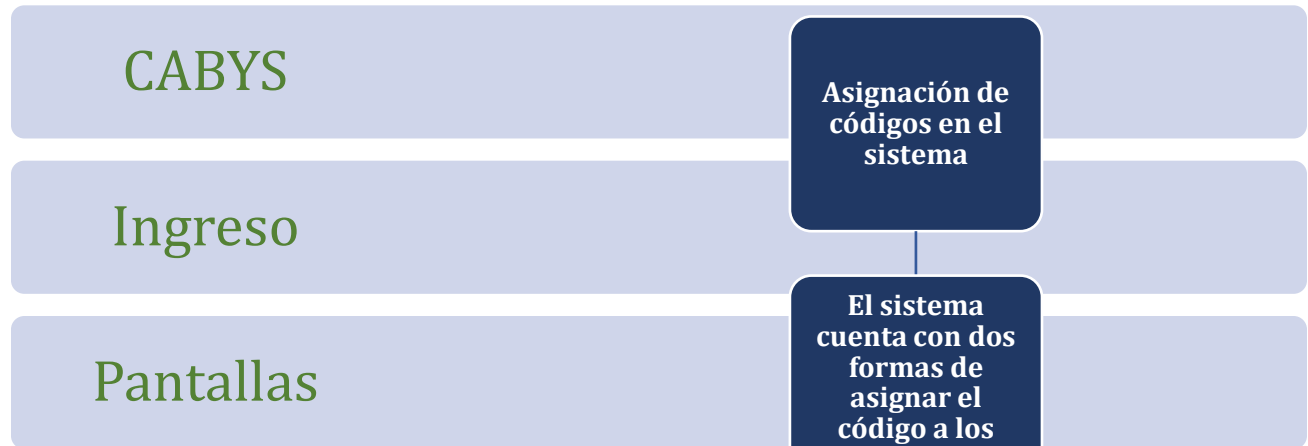 CABYS
Asignación de
códigos en el
sistema
Ingreso
El sistema
cuenta con dos
formas de
asignar el
código a los
Pantallas